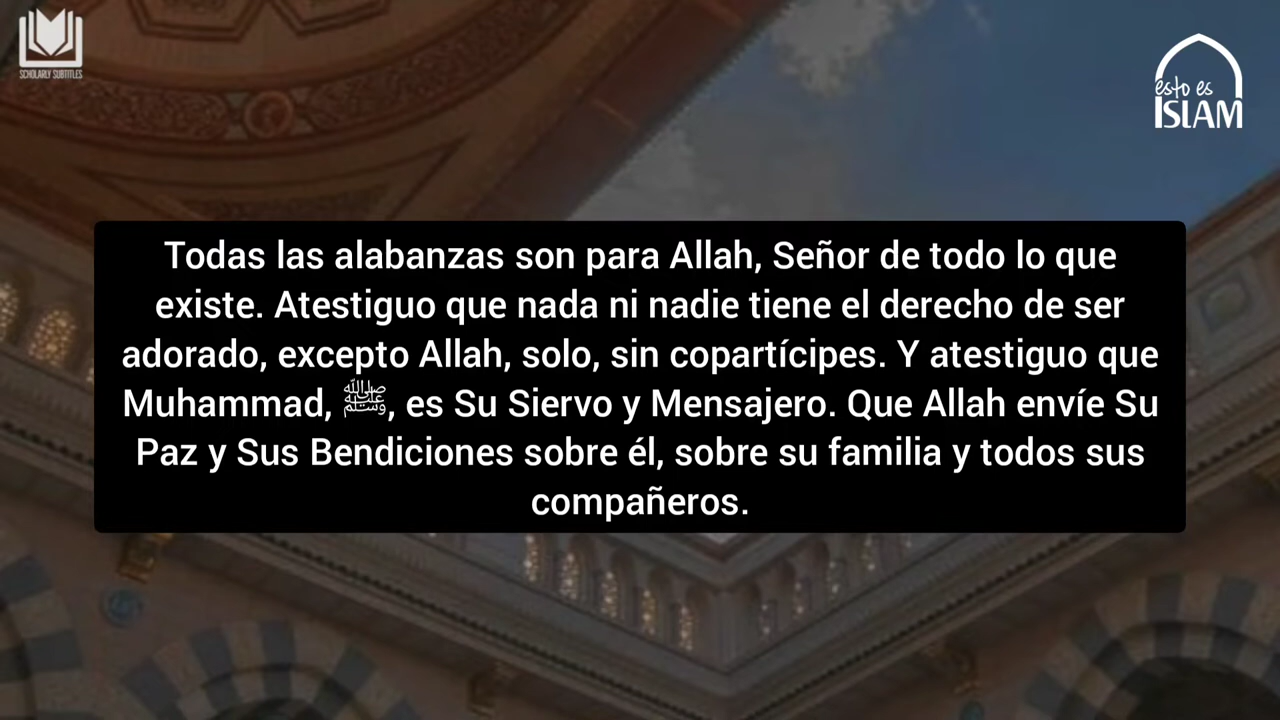 SCHOLARLY SUBTITLES
esto es
ISLAM
Todas las alabanzas son para Allah, Señor de todo lo que
existe. Atestiguo que nada ni nadie tiene el derecho de ser
adorado, excepto Allah, solo, sin copartícipes. Y atestiguo que
Muhammad, ﷺ, es Su Siervo y Mensajero. Que Allah envíe Su
Paz y Sus Bendiciones sobre él, sobre su familia y todos sus
compañeros.